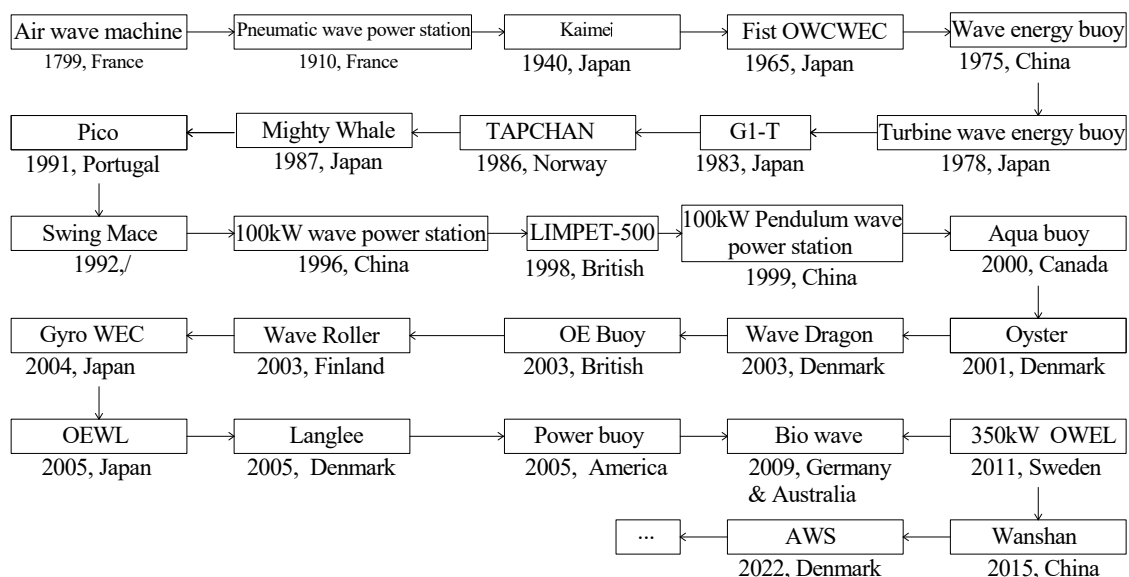 Air wave machine
1799, France
Pneumatic wave power station
1910, France
Kaimei
1940, Japan
Fist OWCWEC
1965, Japan
Wave energy buoy
1975, China
Turbine wave energy buoy
1978, Japan
G1-T
1983, Japan
TAPCHAN
1986, Norway
Mighty Whale
1987, Japan
Pico
1991, Portugal
Swing Mace
1992,/
100kW wave power station
1996, China
LIMPET-500
1998, British
100kW Pendulum wave
power station
1999, China
Aqua buoy
2000, Canada
Oyster
2001, Denmark
Wave Dragon
2003, Denmark
OE Buoy
2003, British
Wave Roller
2003, Finland
Gyro WEC
2004, Japan
OEWL
2005, Japan
Langlee
2005, Denmark
Power buoy
2005, America
Bio wave
2009, Germany
& Australia
350kW OWEL
2011, Sweden
Wanshan
2015, China
AWS
2022, Denmark
...